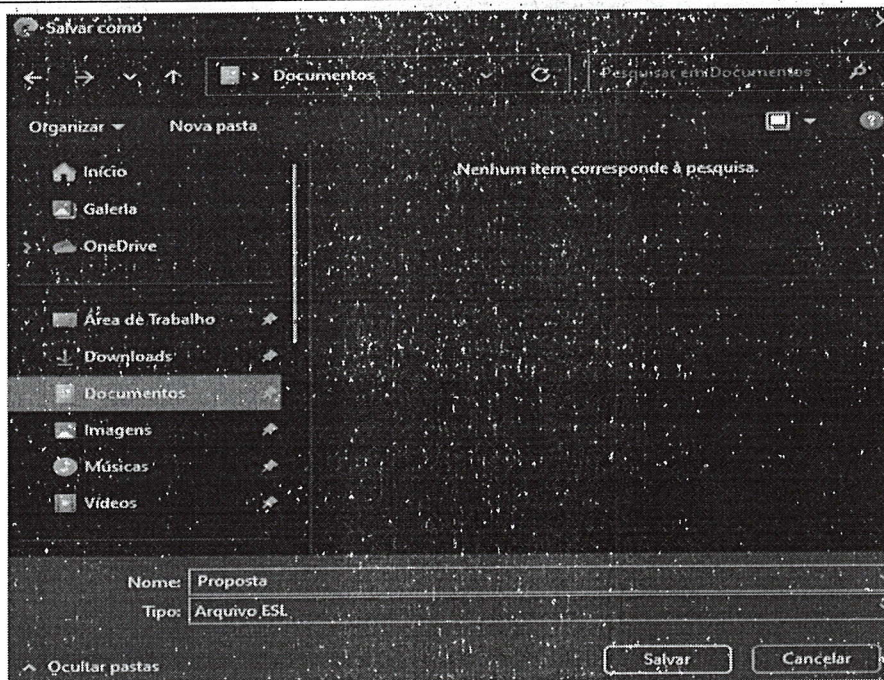 Salvar como
Documentos
Pesquisar em Documentos
Organizar
Nova pasta
Início
Galeria
OneDrive
Nenhum item corresponde à pesquisa.
Área de Trabalho
Downloads
Documentos
Imagens
Músicas
Vídeos
Nome: Proposta
Tipo: Arquivo ESL
Ocultar pastas
Salvar
Cancelar